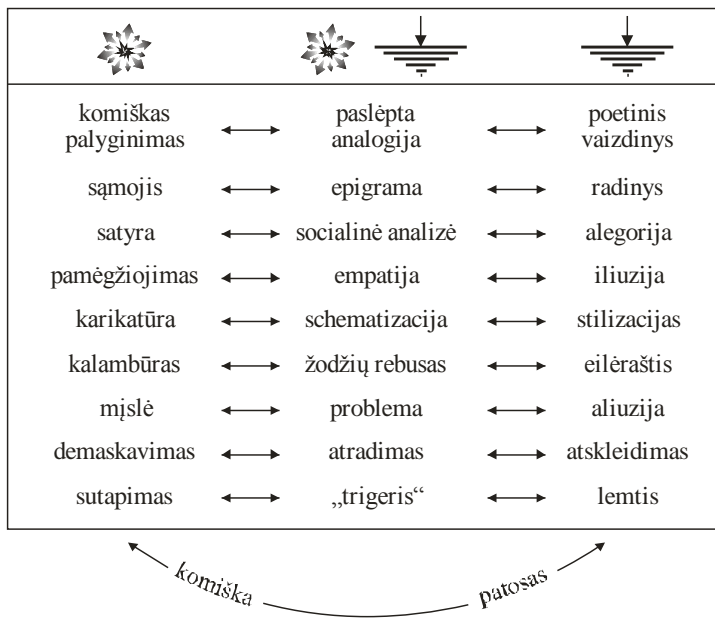 komiškas palyginimas ↔ paslėpta analogija ↔ poetinis vaizdinys
sąmojis ↔ epigrama ↔ radinys
satyra ↔ socialinė analizė ↔ alegorija
pamėgžiojimas ↔ empatija ↔ iliuzija
karikatūra ↔ schematizacija ↔ stilizacijas
kalambūras ↔ žodžių rebusas ↔ eilėraštis
mįslė ↔ problema ↔ aliuzija
demaskavimas ↔ atradimas ↔ atskleidimas
sutapimas ↔ „trigeris“ ↔ lemtis
komiška patosas